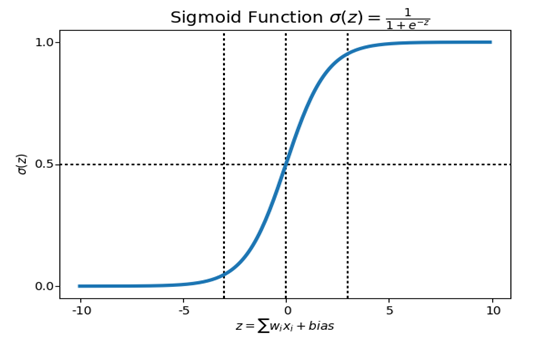 Sigmoid Function σ(z) = 1/(1 + e^{-z})
1.0
0.5
0.0
σ(z)
-10 -5 0 5 10
z = ∑ w_i x_i + bias